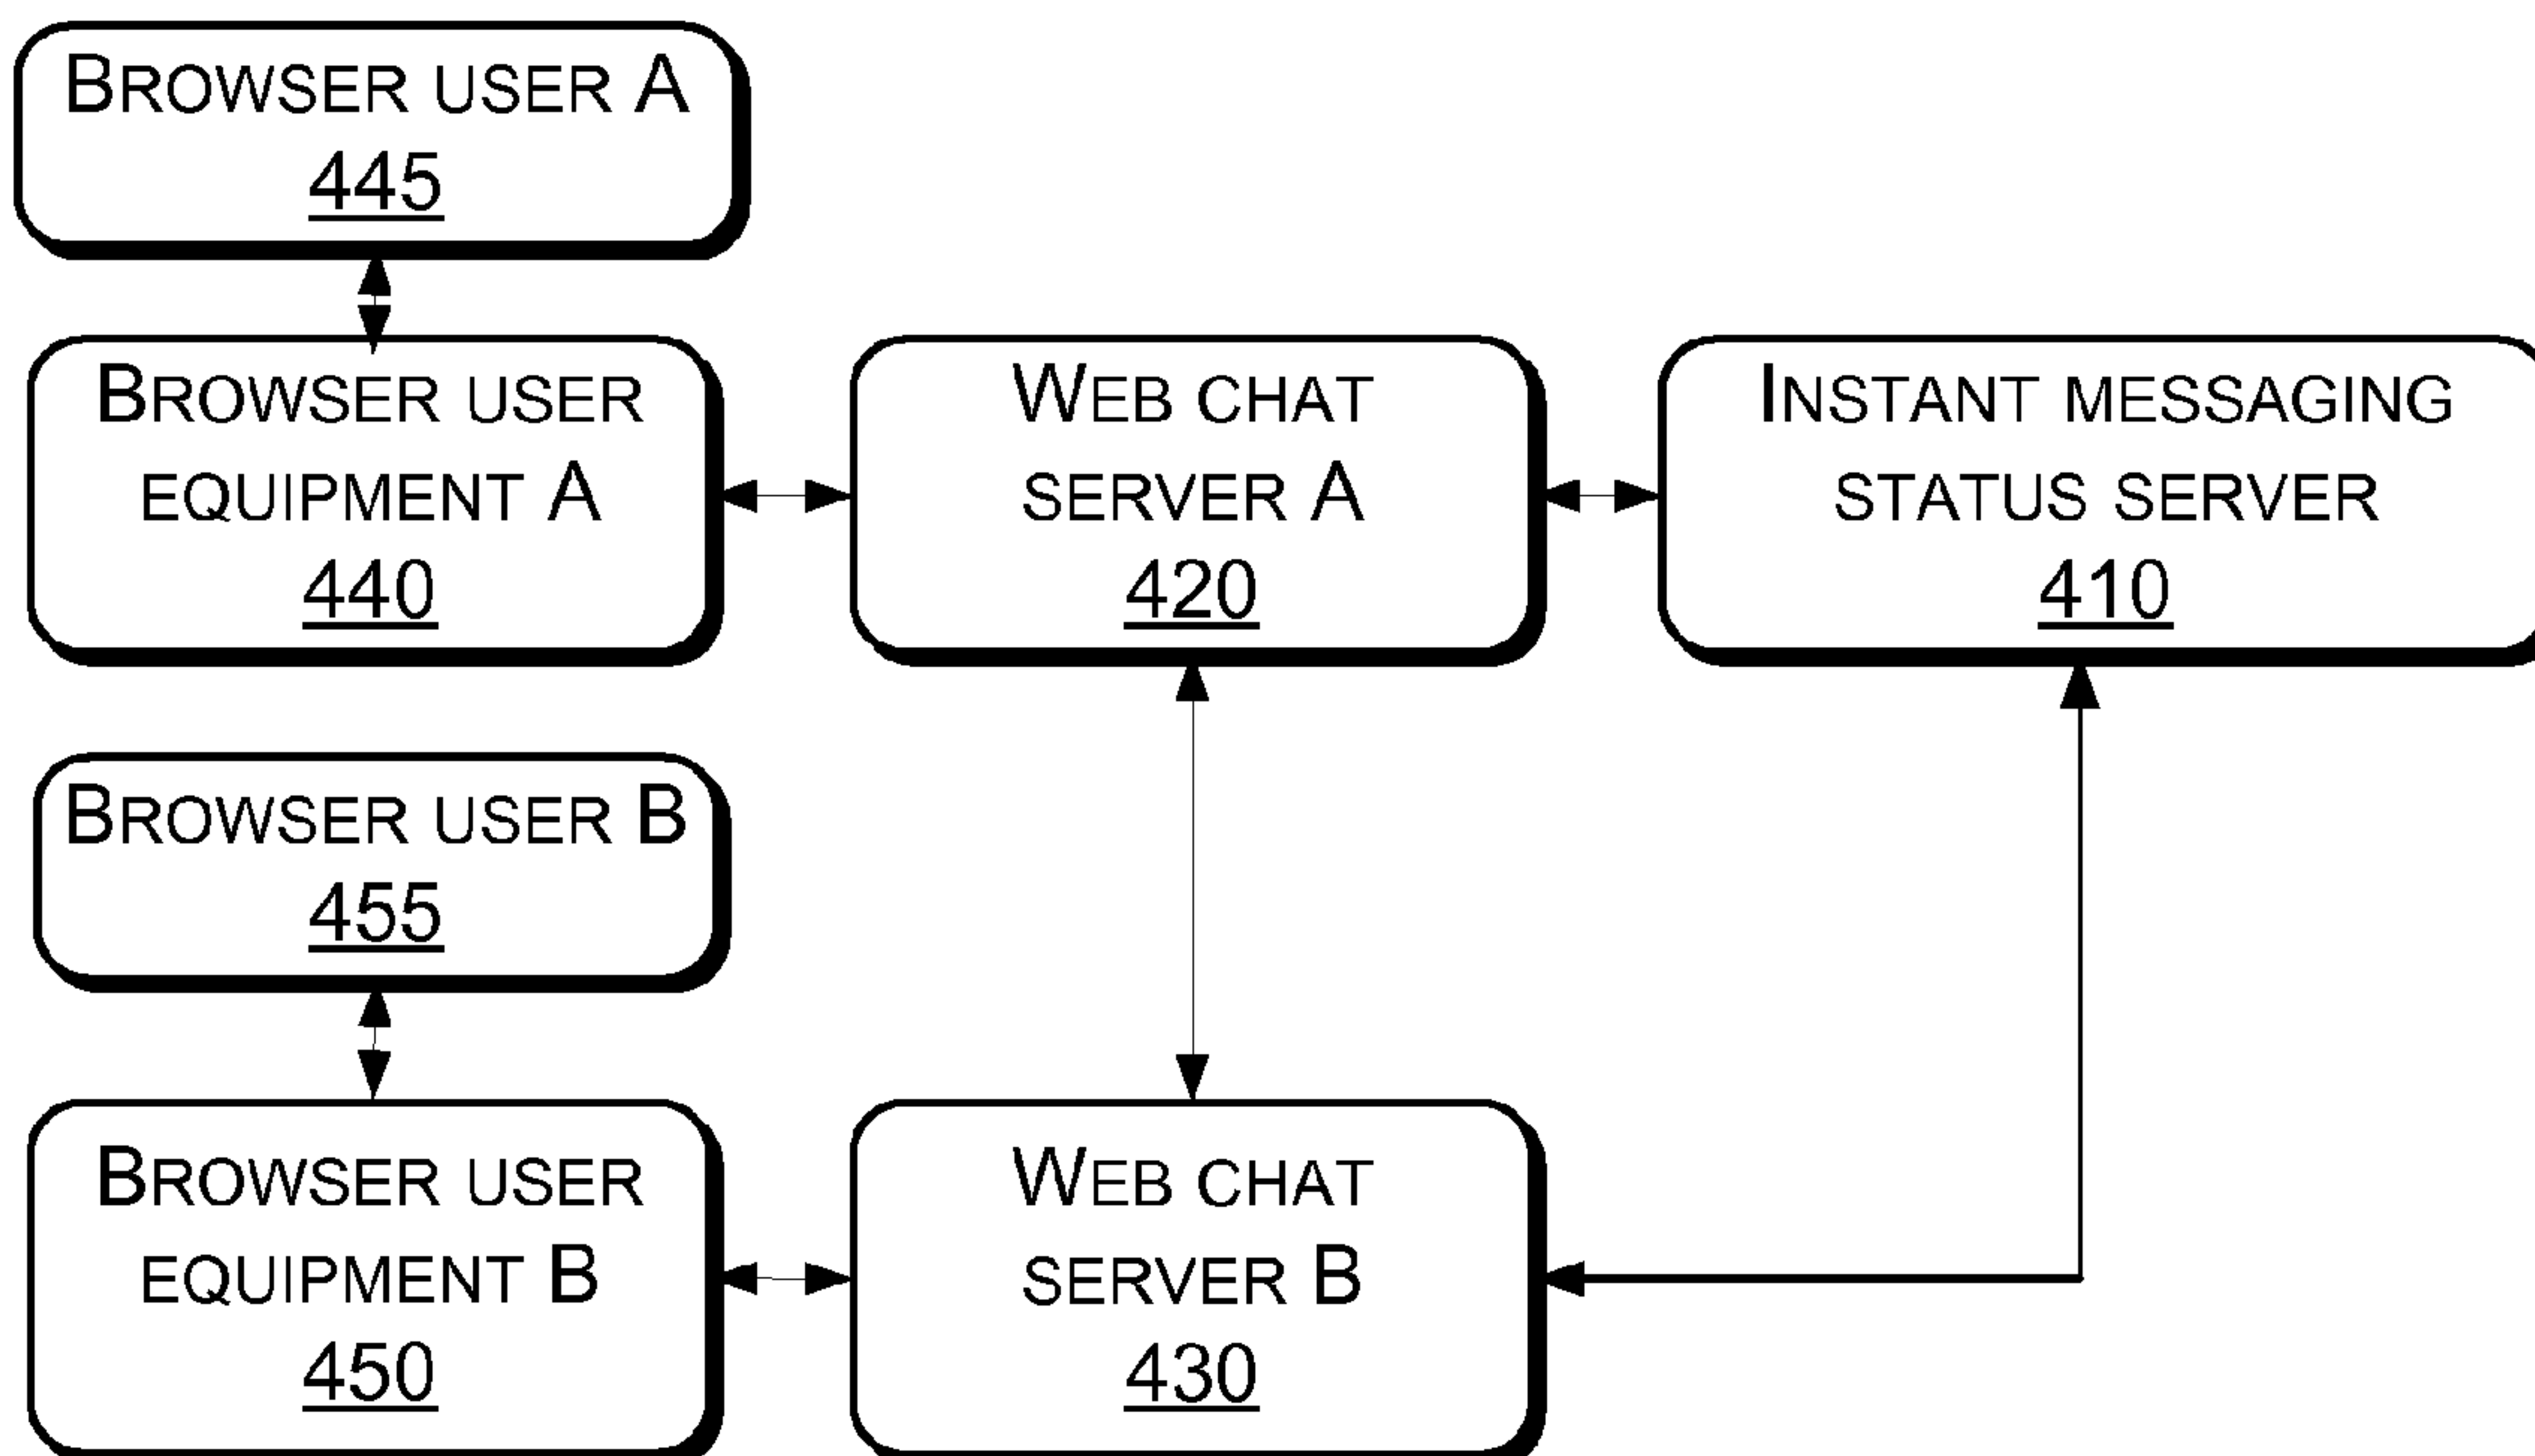 BROWSER USER A
445
BROWSER USER
EQUIPMENT A
440
WEB CHAT
SERVER A
420
INSTANT MESSAGING
STATUS SERVER
410
BROWSER USER B
455
BROWSER USER
EQUIPMENT B
450
WEB CHAT
SERVER B
430